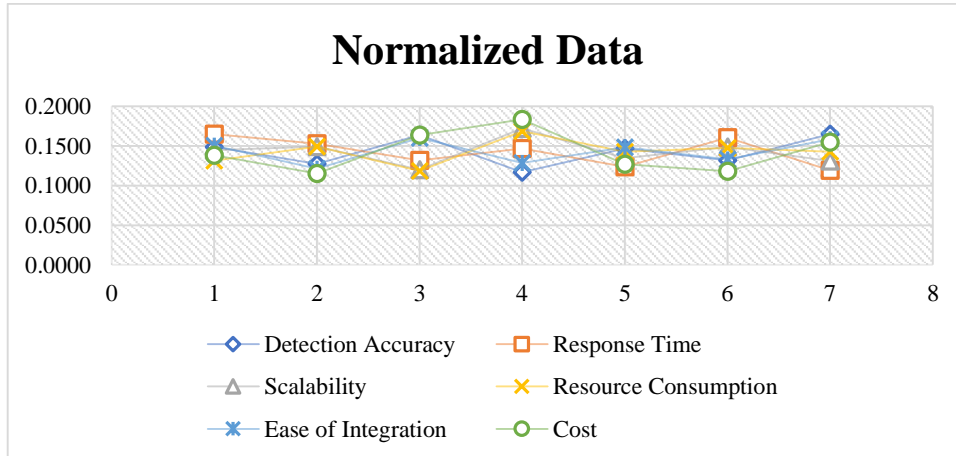 Normalized Data
0.2000
0.1500
0.1000
0.0500
0.0000
0 1 2 3 4 5 6 7 8
Detection Accuracy Response Time
Scalability Resource Consumption
Ease of Integration Cost